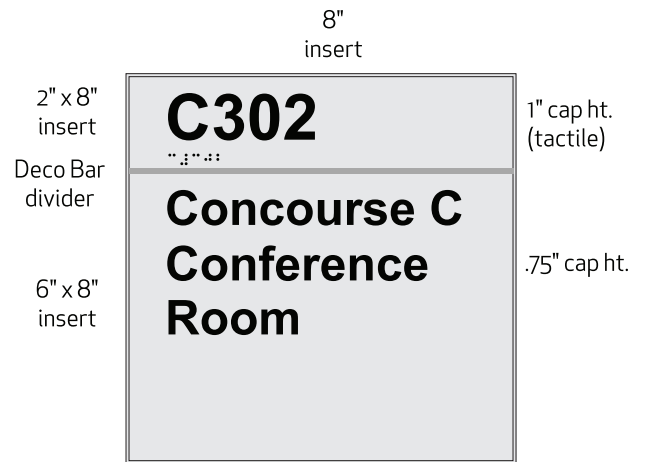 8"
insert
2" x 8"
insert
C302
⠉⠼⠉⠚⠃
1" cap ht.
(tactile)
Deco Bar
divider
Concourse C
Conference
Room
.75" cap ht.
6" x 8"
insert